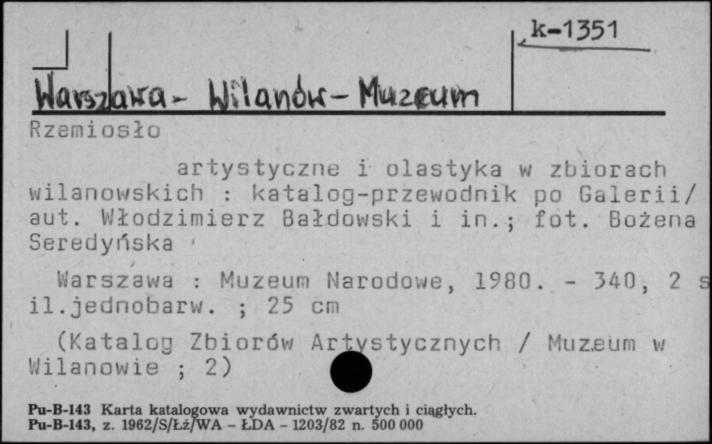 k-1351
Warszawa - Wilanów - Muzeum
Rzemiosło
artystyczne i olastyka w zbiorach
wilanowskich : katalog-przewodnik po Galerii/
aut. Włodzimierz Bałdowski i in.; fot. Bożena
Seredyńska
Warszawa : Muzeum Narodowe, 1980. - 340, 2 s
il.jednobarw. ; 25 cm
(Katalog Zbiorów Artystycznych / Muzeum w
Wilanowie ; 2)
Pu-B-143 Karta katalogowa wydawnictw zwartych i ciągłych.
Pu-B-143, z. 1962/S/Łź/WA - ŁDA - 1203/82 n. 500 000